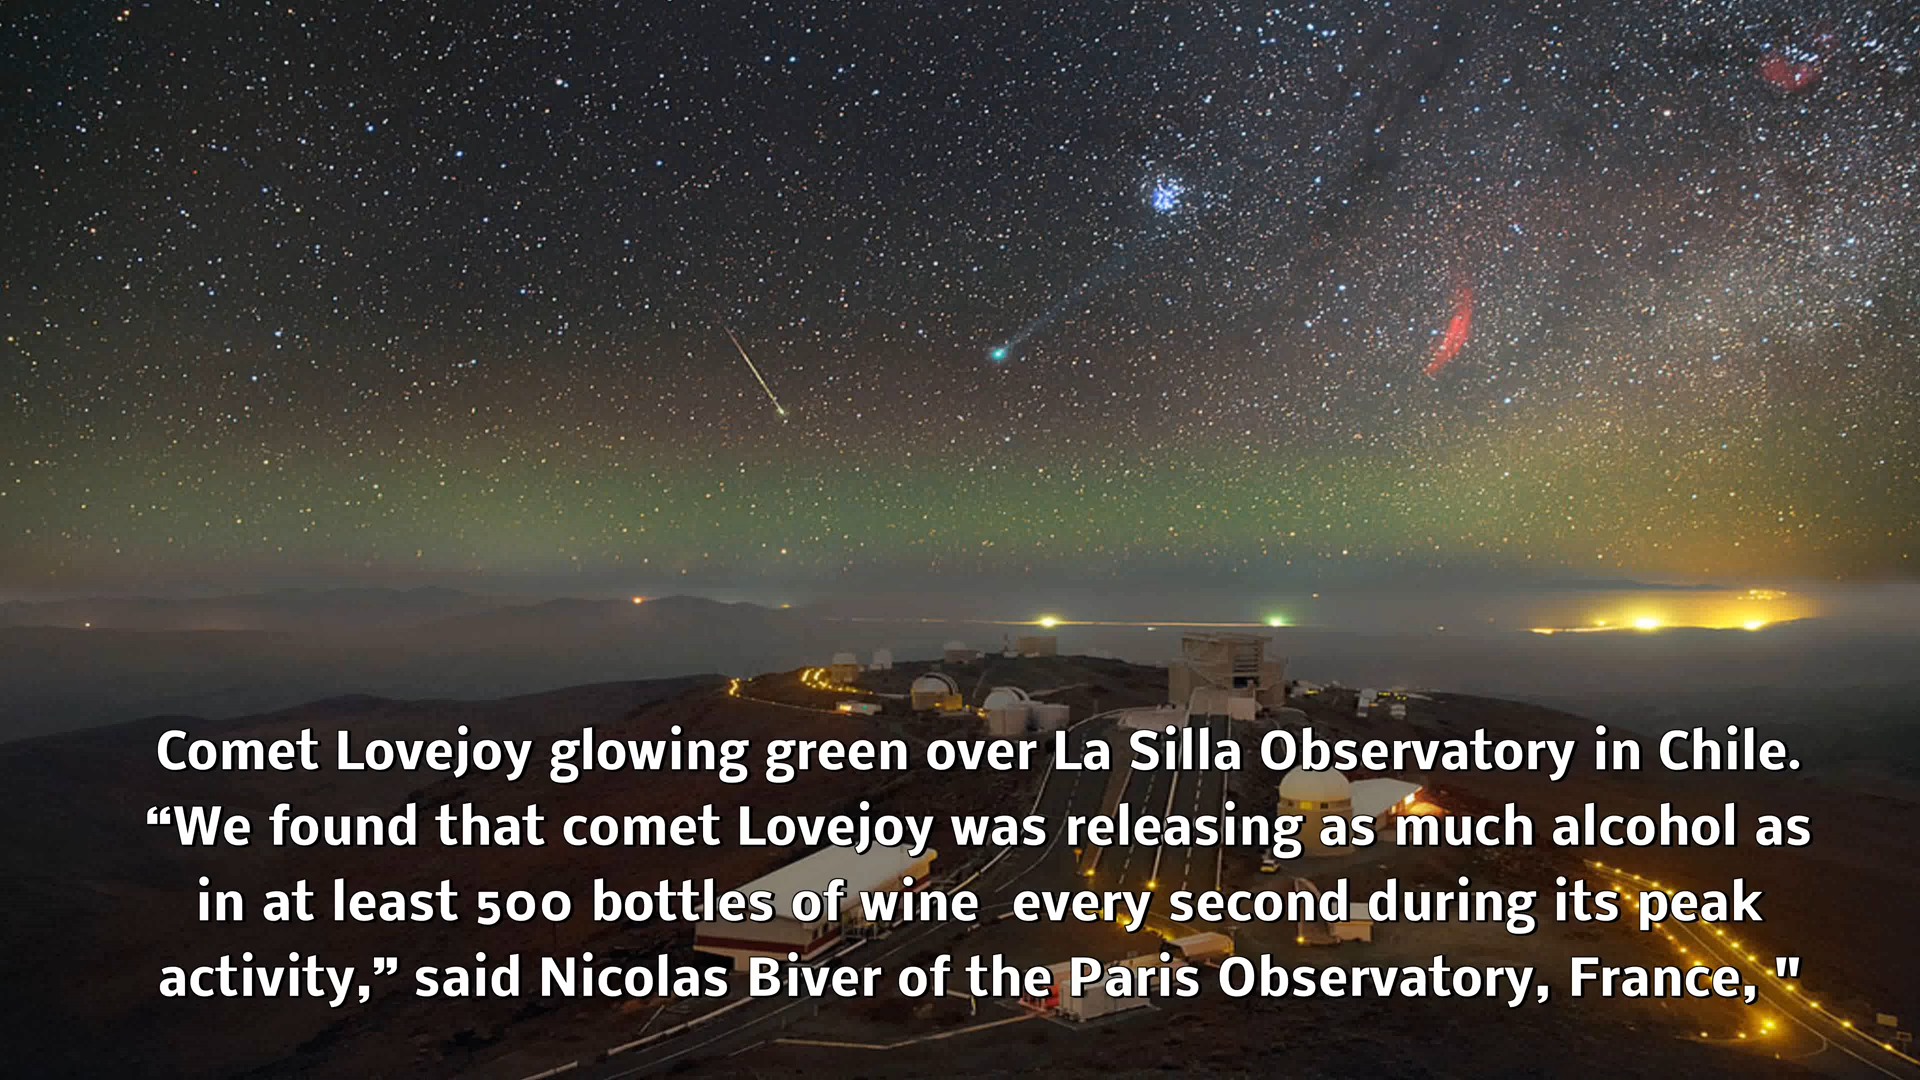 Comet Lovejoy glowing green over La Silla Observatory in Chile.
“We found that comet Lovejoy was releasing as much alcohol as
in at least 500 bottles of wine  every second during its peak
activity,” said Nicolas Biver of the Paris Observatory, France, "